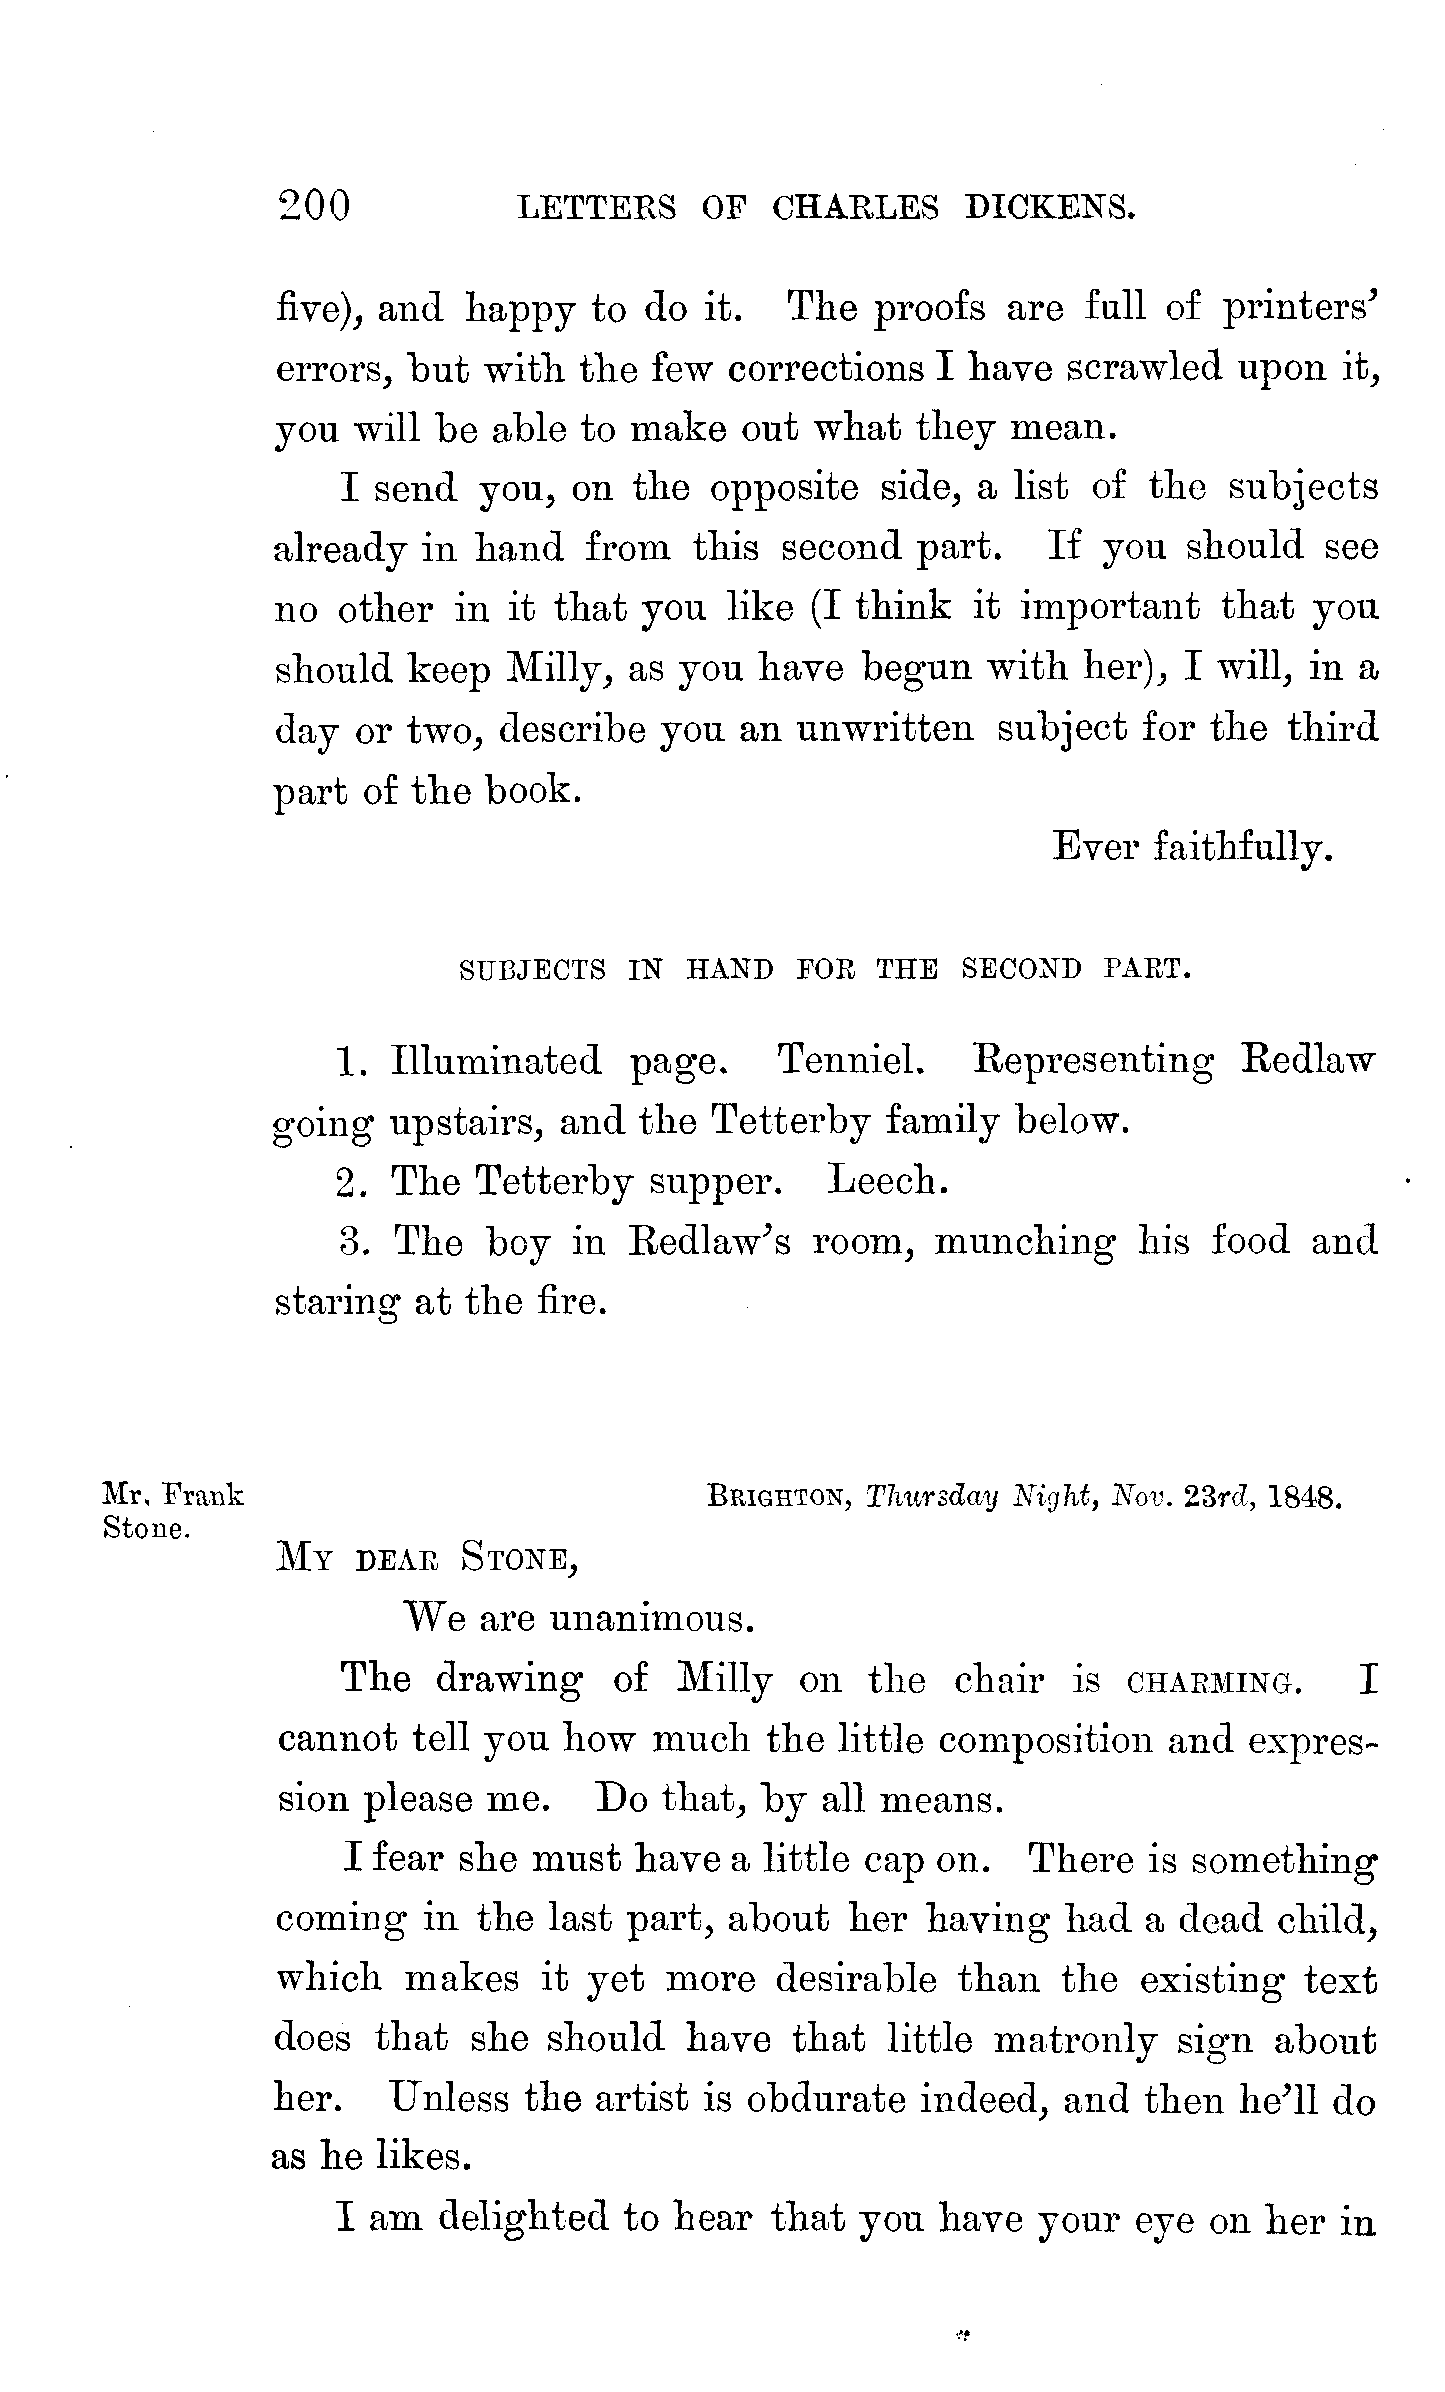 200 LETTERS OF CHARLES DICKENS.
five), and happy to do it. The proofs are full of printers'
errors, but with the few corrections I have scrawled upon it,
you will be able to make out what they mean.
I send you, on the opposite side, a list of the subjects
already in hand from this second part. If you should see
no other in it that you like (I think it important that you
should keep Milly, as you have begun with her), I will, in a
day or two, describe you an unwritten subject for the third
part of the book.
Ever faithfully.
SUBJECTS IN HAND FOR THE SECOND PART.
1. Illuminated page. Tenniel. Representing Redlaw
going upstairs, and the Tetterby family below.
2. The Tetterby supper. Leech.
3. The boy in Redlaw's room, munching his food and
staring at the fire.
Mr. Frank
Stone.
BRIGHTON, Thursday Night, Nov. 23rd, 1848.
MY DEAR STONE,
We are unanimous.
The drawing of Milly on the chair is CHARMING. I
cannot tell you how much the little composition and expres-
sion please me. Do that, by all means.
I fear she must have a little cap on. There is something
coming in the last part, about her having had a dead child,
which makes it yet more desirable than the existing text
does that she should have that little matronly sign about
her. Unless the artist is obdurate indeed, and then he'll do
as he likes.
I am delighted to hear that you have your eye on her in